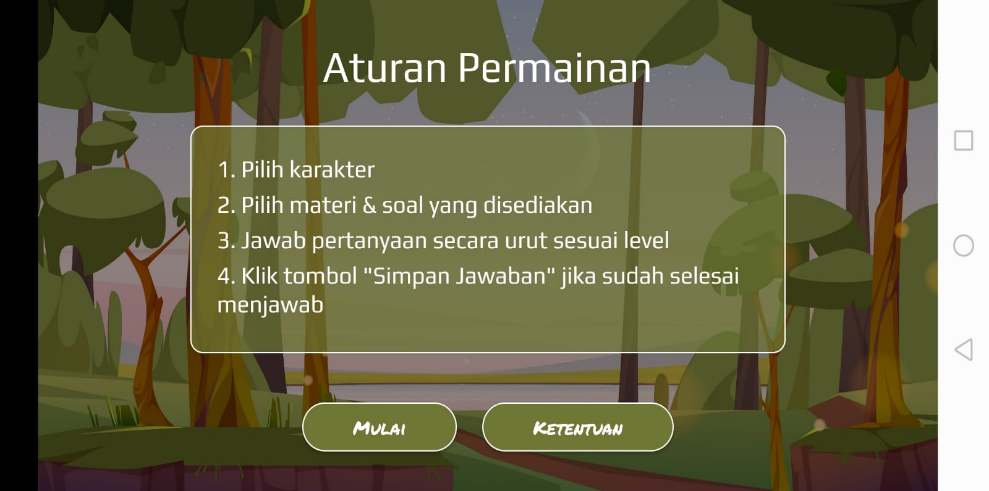 Aturan Permainan
1. Pilih karakter
2. Pilih materi & soal yang disediakan
3. Jawab pertanyaan secara urut sesuai level
4. Klik tombol "Simpan Jawaban" jika sudah selesai
menjawab
Mulai
Ketentuan